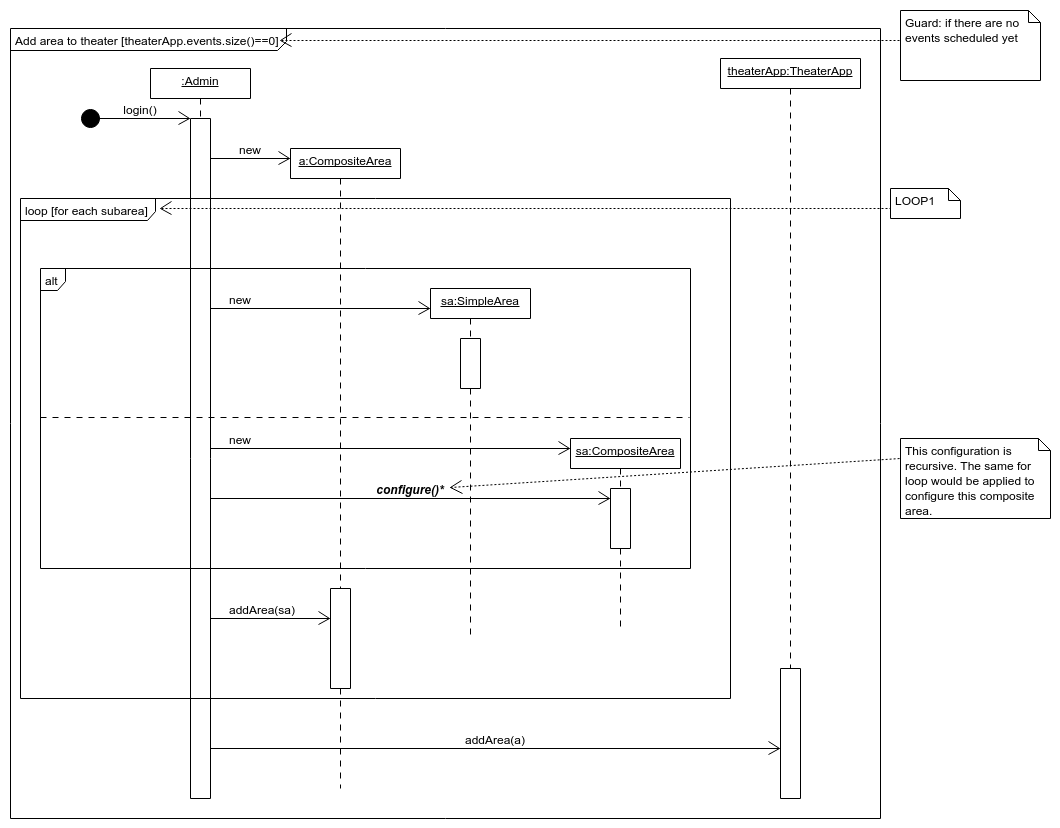 Guard: if there are no
events scheduled yet
Add area to theater [theaterApp.events.size()==0]
:Admin
theaterApp:TheaterApp
login()
new
a:CompositeArea
LOOP1
loop [for each subarea]
alt
new
sa:SimpleArea
new
sa:CompositeArea
This configuration is
recursive. The same for
loop would be applied to
configure this composite
area.
configure()*
addArea(sa)
addArea(a)